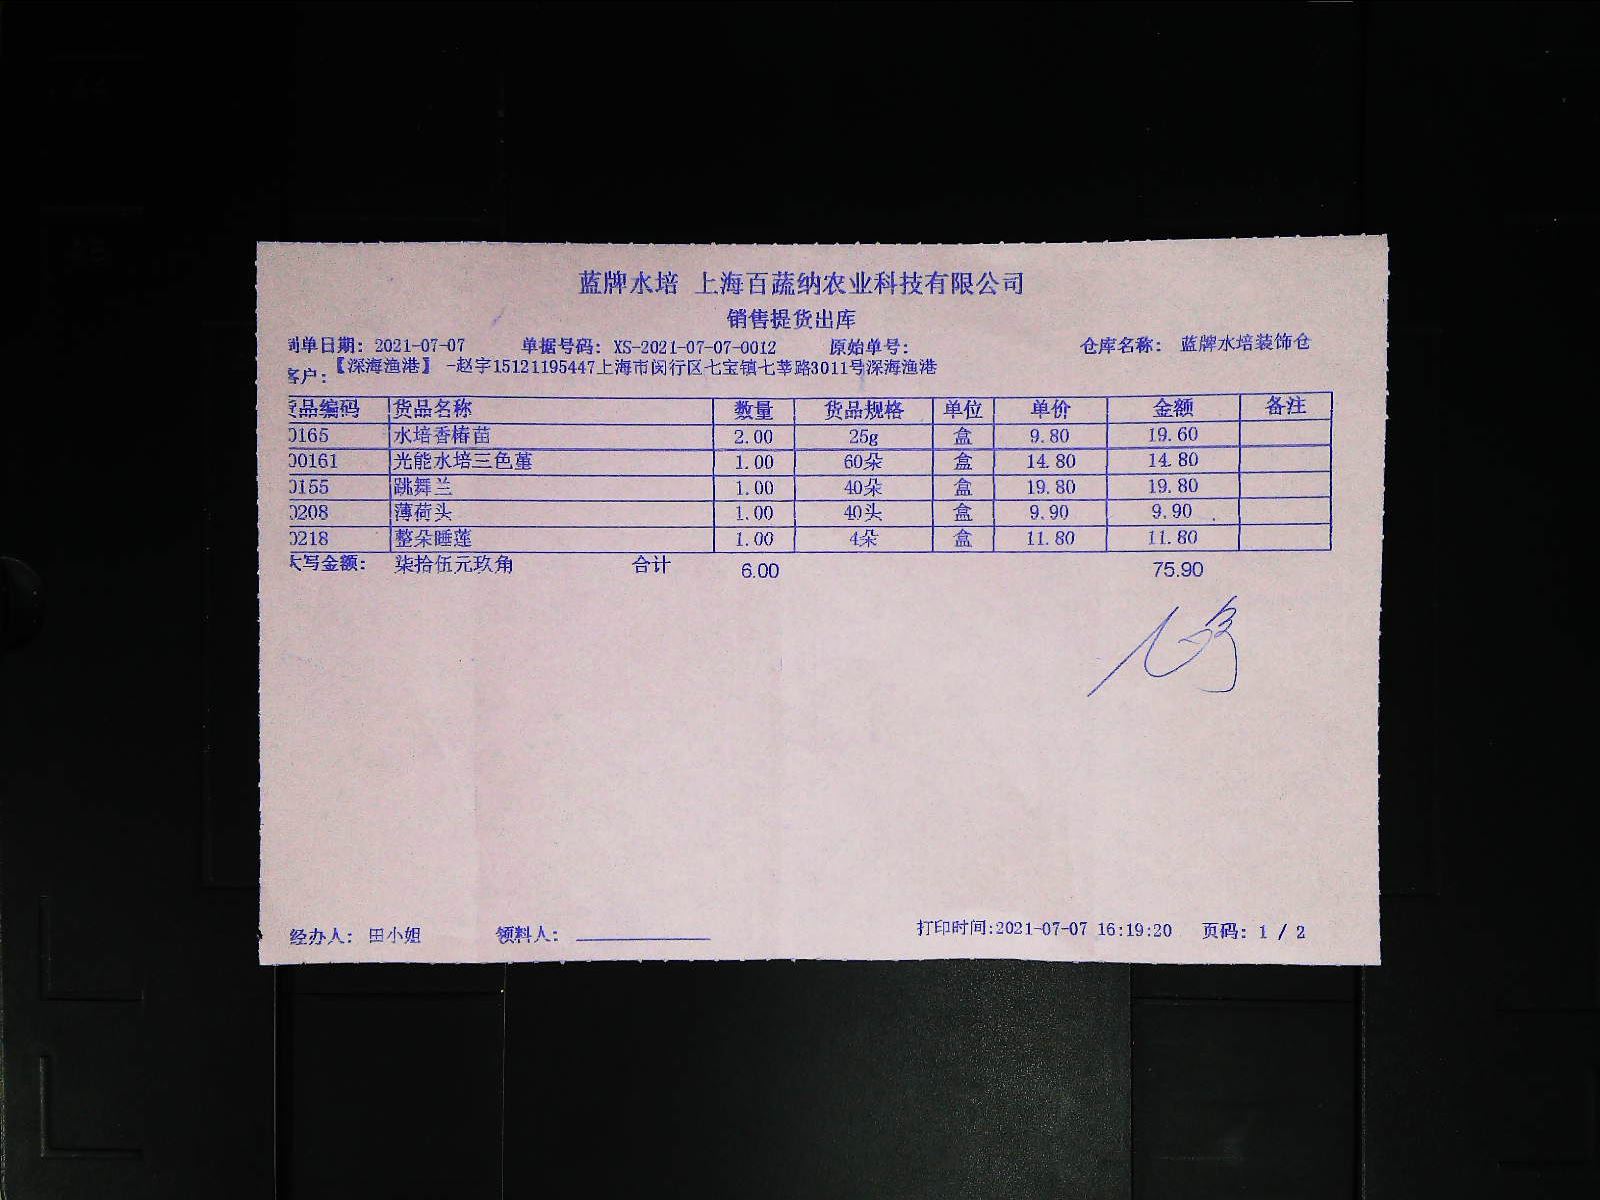 蓝牌水培 上海百蔬纳农业科技有限公司
销售提货出库
制单日期: 2021-07-07 单据号码: XS-2021-07-07-0012 原始单号: 仓库名称: 蓝牌水培装饰仓
客户: 【深海渔港】 -赵宇15121195447上海市闵行区七宝镇七莘路3011号深海渔港
货品编码 货品名称 数量 货品规格 单位 单价 金额 备注
0165 水培香椿苗 2.00 25g 盒 9.80 19.60
00161 光能水培三色堇 1.00 60朵 盒 14.80 14.80
0155 跳舞兰 1.00 40朵 盒 19.80 19.80
0208 薄荷头 1.00 40头 盒 9.90 9.90
0218 整朵睡莲 1.00 4朵 盒 11.80 11.80
大写金额: 柒拾伍元玖角 合计 6.00 75.90
经办人: 田小姐 领料人: 打印时间:2021-07-07 16:19:20 页码: 1 / 2